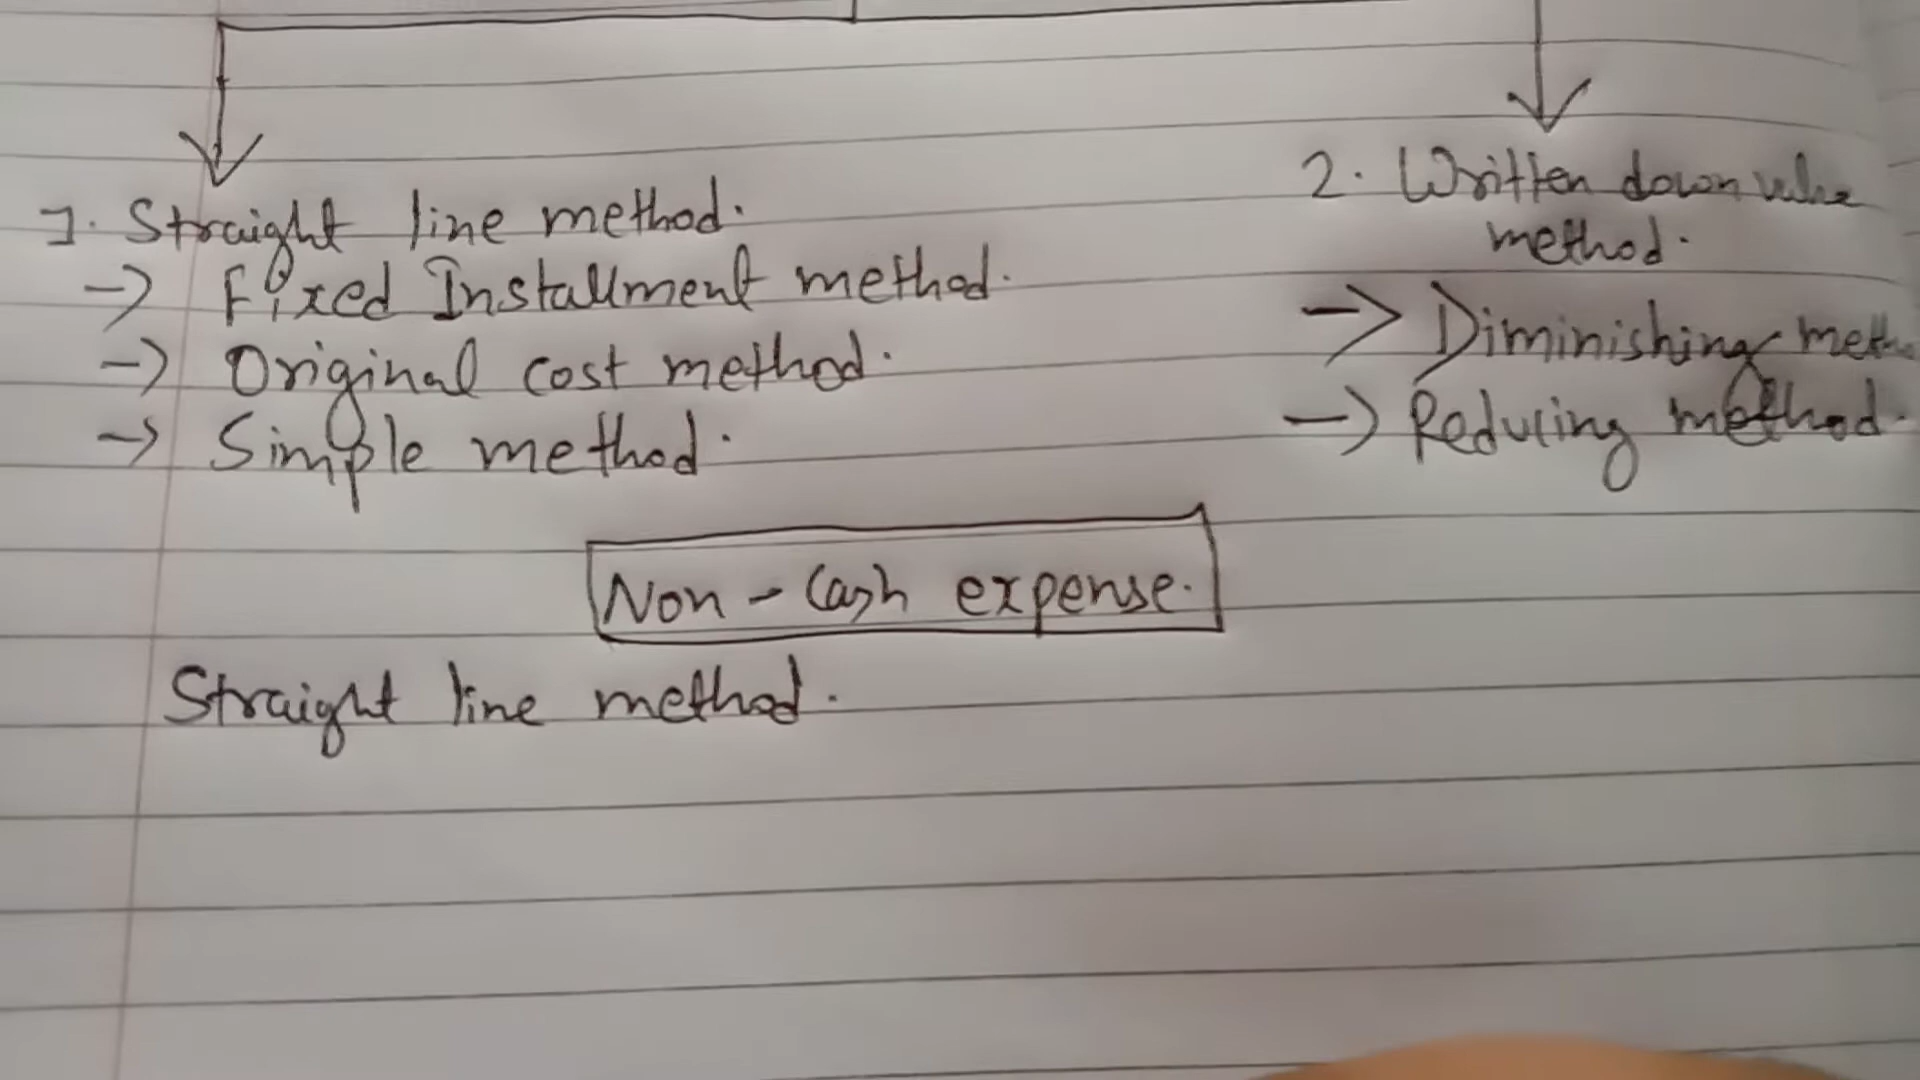 1. Straight line method.
-> Fixed Installment method.
-> Original cost method.
-> Simple method.
2. Written down value
method.
-> Diminishing meth
-> Reducing method.
Non - Cash expense.
Straight line method.